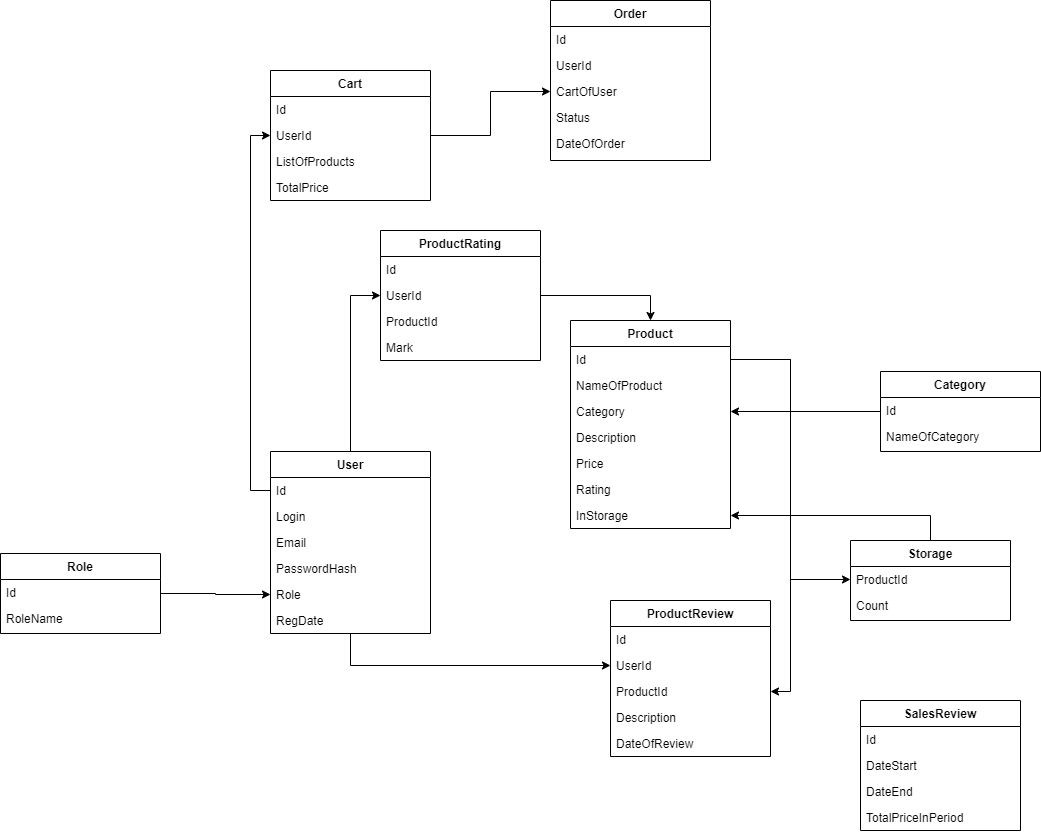 Order
Id
UserId
CartOfUser
Status
DateOfOrder
Cart
Id
UserId
ListOfProducts
TotalPrice
ProductRating
Id
UserId
ProductId
Mark
Product
Id
NameOfProduct
Category
Description
Price
Rating
InStorage
Category
Id
NameOfCategory
User
Id
Login
Email
PasswordHash
Role
RegDate
Role
Id
RoleName
Storage
ProductId
Count
ProductReview
Id
UserId
ProductId
Description
DateOfReview
SalesReview
Id
DateStart
DateEnd
TotalPriceInPeriod